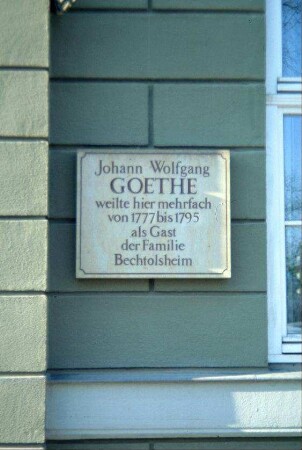 Johann Wolfgang
GOETHE
weilte hier mehrfach
von 1777 bis 1795
als Gast
der Familie
Bechtolsheim